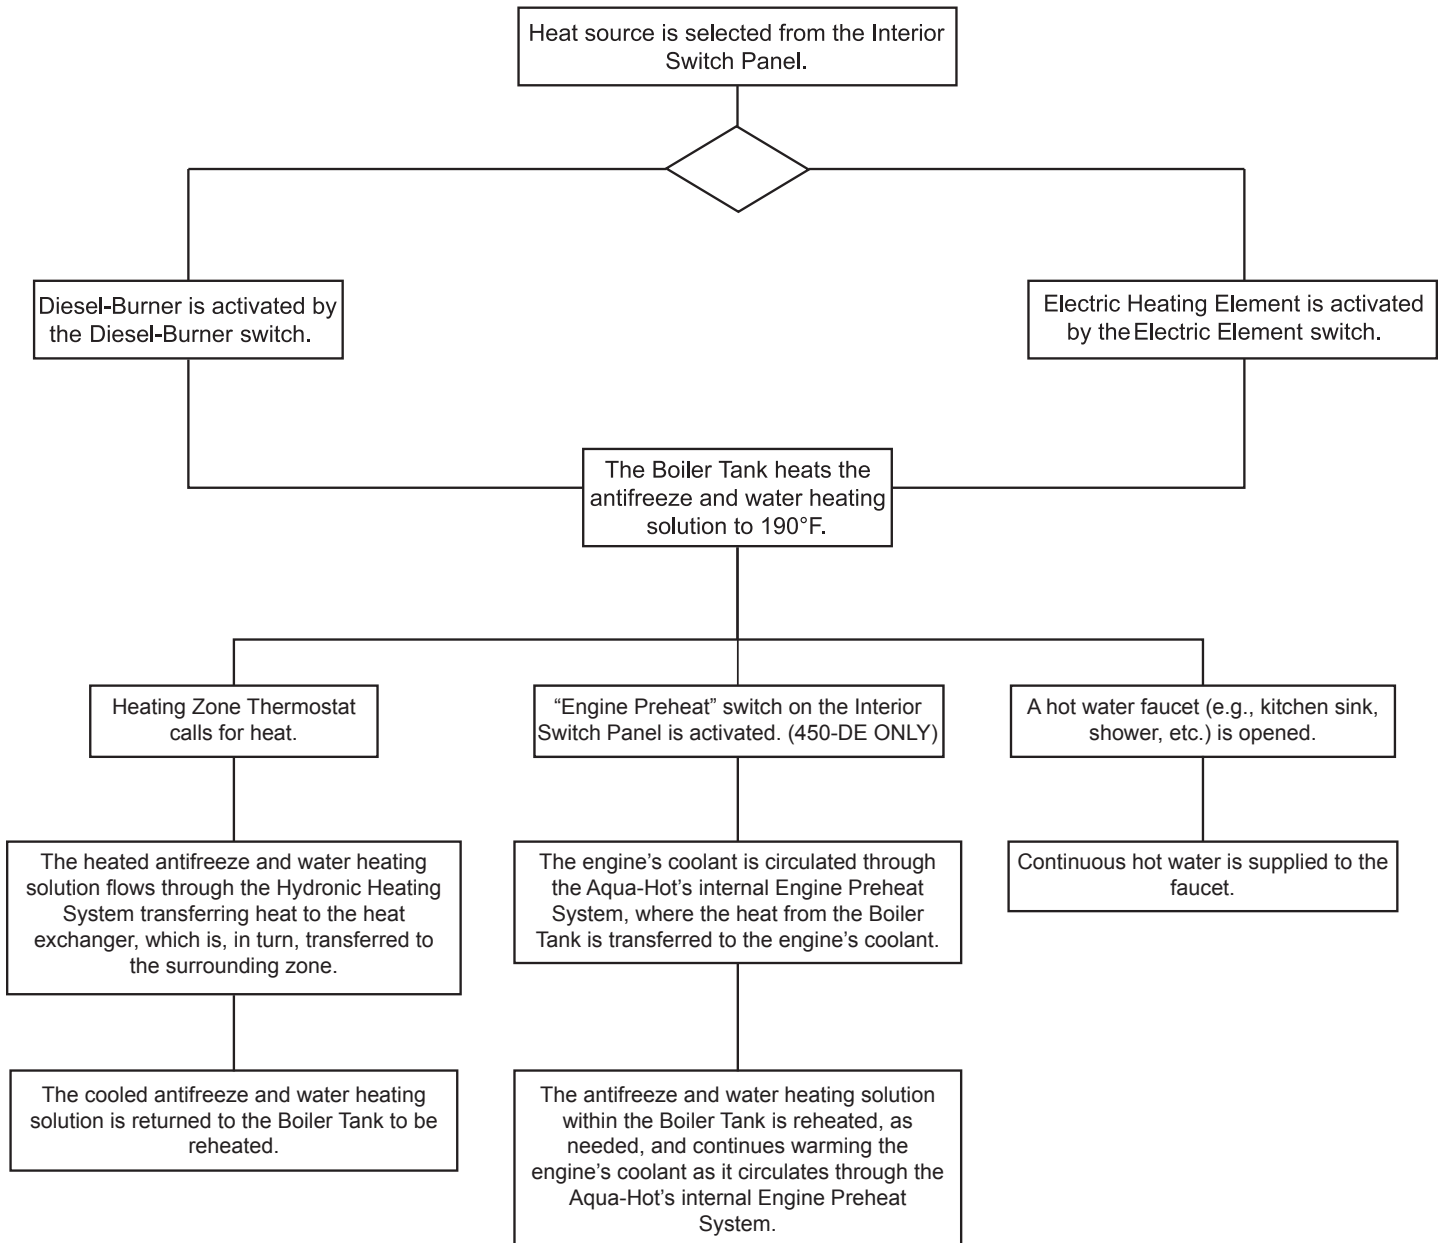 Heat source is selected from the Interior
Switch Panel.
Diesel-Burner is activated by
the Diesel-Burner switch.
Electric Heating Element is activated
by the Electric Element switch.
The Boiler Tank heats the
antifreeze and water heating
solution to 190°F.
Heating Zone Thermostat
calls for heat.
“Engine Preheat” switch on the Interior
Switch Panel is activated. (450-DE ONLY)
A hot water faucet (e.g., kitchen sink,
shower, etc.) is opened.
The heated antifreeze and water heating
solution flows through the Hydronic Heating
System transferring heat to the heat
exchanger, which is, in turn, transferred to
the surrounding zone.
The engine’s coolant is circulated through
the Aqua-Hot’s internal Engine Preheat
System, where the heat from the Boiler
Tank is transferred to the engine’s coolant.
Continuous hot water is supplied to the
faucet.
The cooled antifreeze and water heating
solution is returned to the Boiler Tank to be
reheated.
The antifreeze and water heating solution
within the Boiler Tank is reheated, as
needed, and continues warming the
engine’s coolant as it circulates through the
Aqua-Hot’s internal Engine Preheat
System.